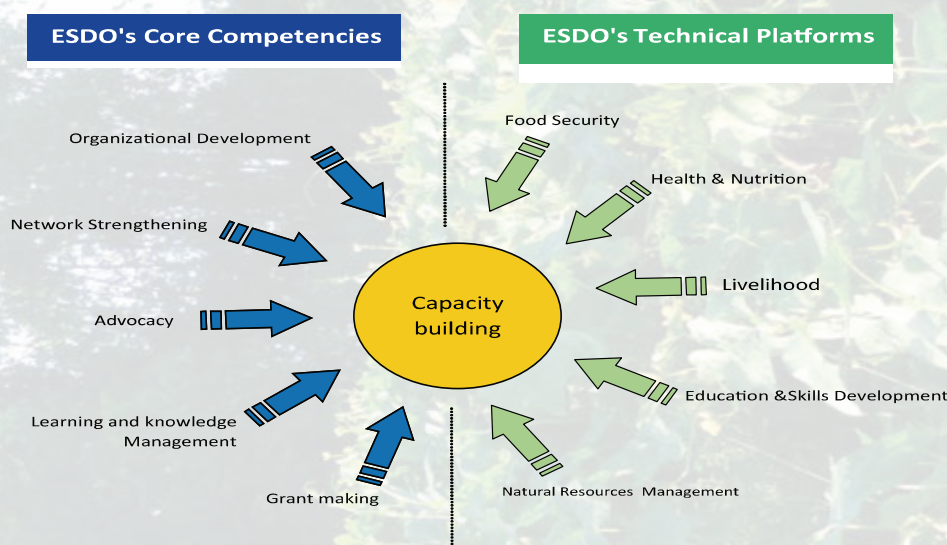 ESDO's Core Competencies
ESDO's Technical Platforms
Organizational Development
Network Strengthening
Advocacy
Learning and knowledge
Management
Grant making
Capacity
building
Food Security
Health & Nutrition
Livelihood
Education &Skills Development
Natural Resources  Management